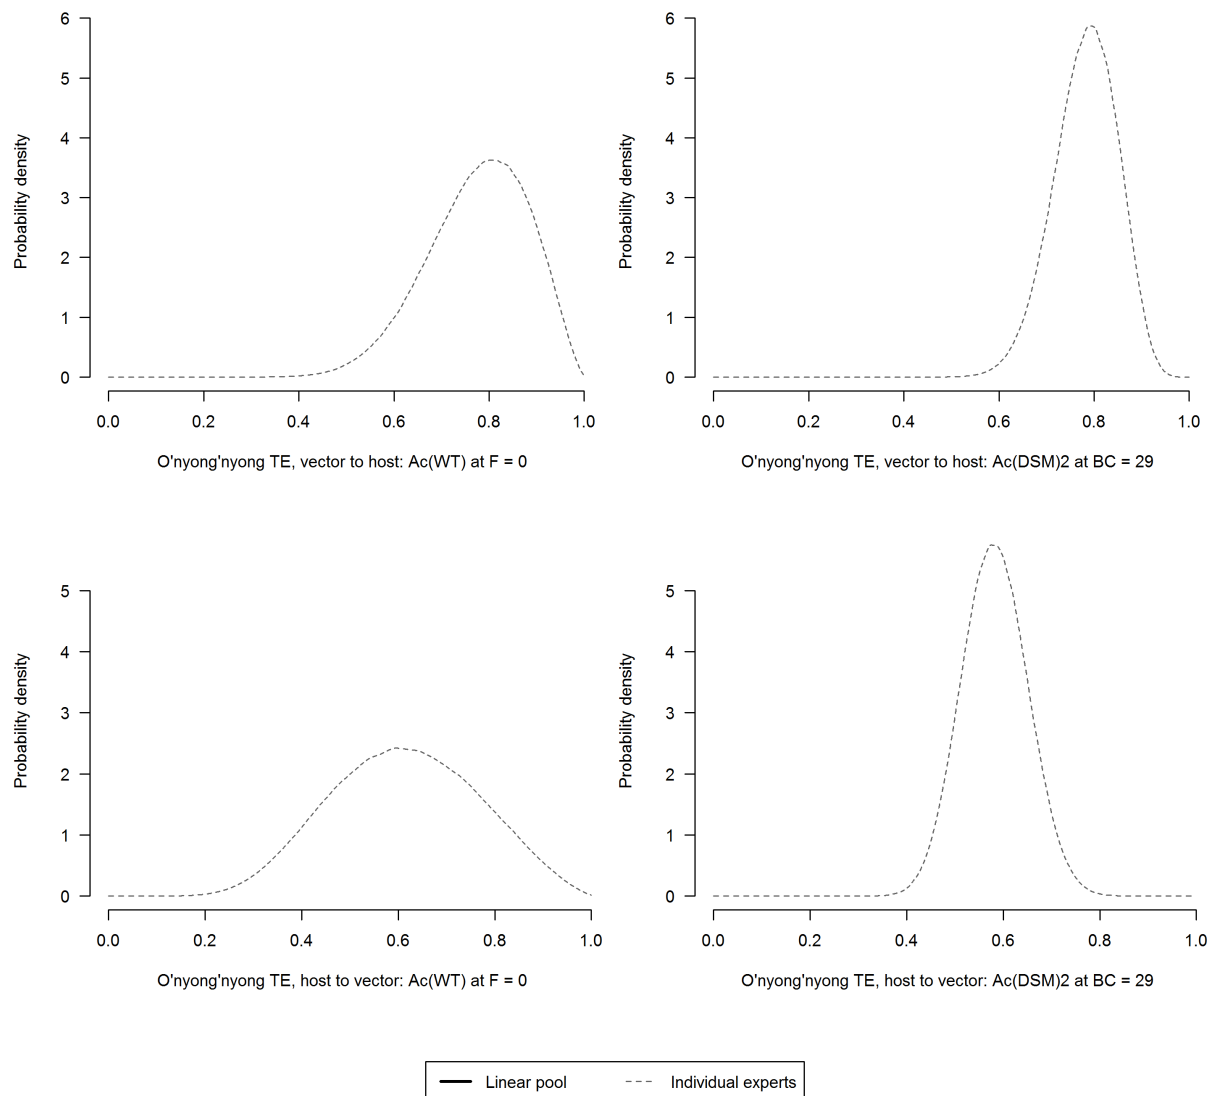 6
5
4
3
2
1
0
Probability density
0.0 0.2 0.4 0.6 0.8 1.0
O'nyong'nyong TE, vector to host: Ac(WT) at F = 0
6
5
4
3
2
1
0
Probability density
0.0 0.2 0.4 0.6 0.8 1.0
O'nyong'nyong TE, vector to host: Ac(DSM)2 at BC = 29
5
4
3
2
1
0
Probability density
0.0 0.2 0.4 0.6 0.8 1.0
O'nyong'nyong TE, host to vector: Ac(WT) at F = 0
5
4
3
2
1
0
Probability density
0.0 0.2 0.4 0.6 0.8 1.0
O'nyong'nyong TE, host to vector: Ac(DSM)2 at BC = 29
Linear pool Individual experts